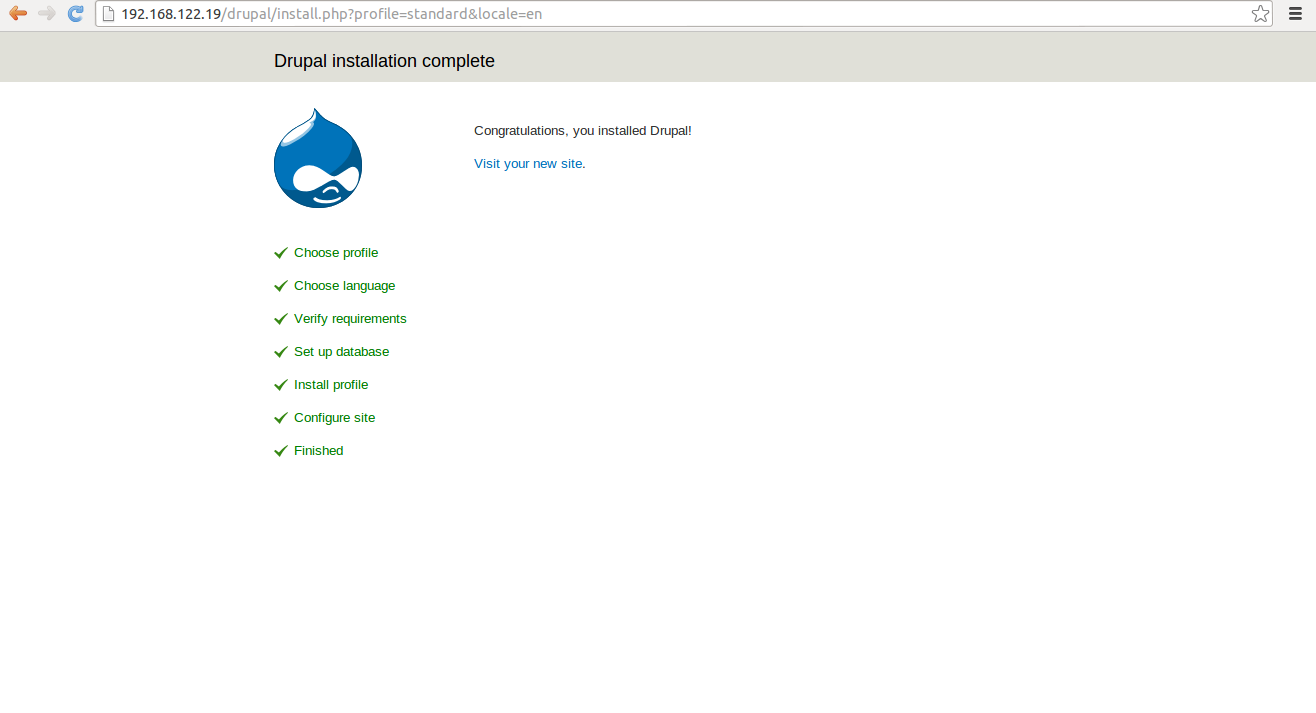 192.168.122.19/drupal/install.php?profile=standard&locale=en
Drupal installation complete
Congratulations, you installed Drupal!
Visit your new site.
Choose profile
Choose language
Verify requirements
Set up database
Install profile
Configure site
Finished